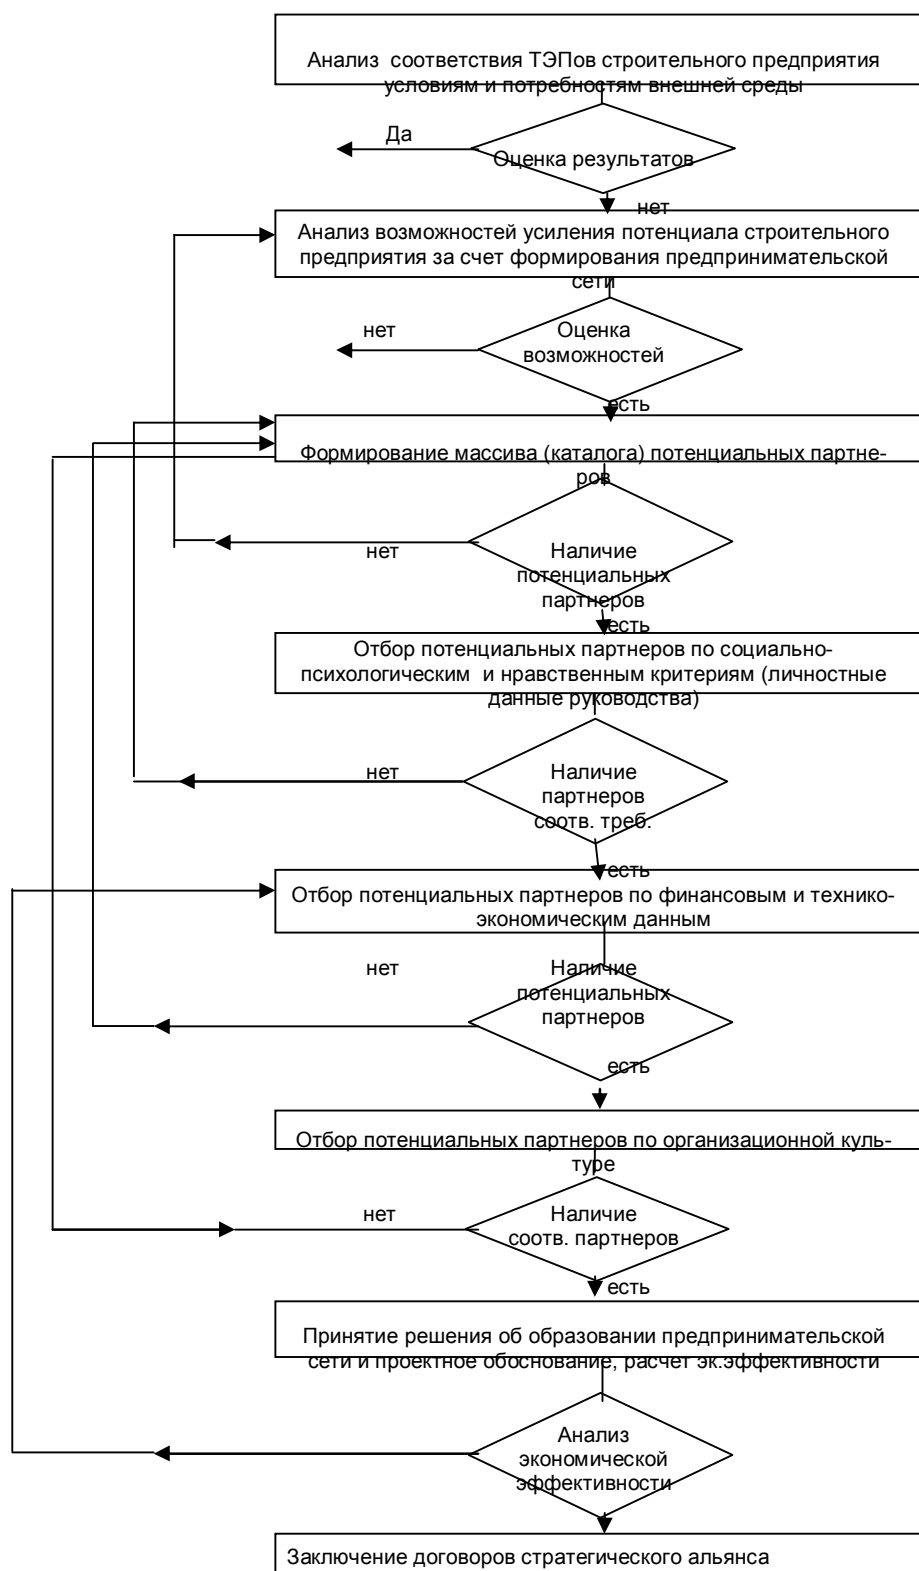 Анализ соответствия ТЭПов строительного предприятия
условиям и потребностям внешней среды
Да
Оценка результатов
нет
Анализ возможностей усиления потенциала строительного
предприятия за счет формирования предпринимательской
сети
нет
Оценка
возможностей
есть
Формирование массива (каталога) потенциальных партне-
ров
нет
Наличие
потенциальных
партнеров
есть
Отбор потенциальных партнеров по социально-
психологическим и нравственным критериям (личностные
данные руководства)
нет
Наличие
партнеров
соотв. треб.
есть
Отбор потенциальных партнеров по финансовым и технико-
экономическим данным
нет
Наличие
потенциальных
партнеров
есть
Отбор потенциальных партнеров по организационной куль-
туре
нет
Наличие
соотв. партнеров
есть
Принятие решения об образовании предпринимательской
сети и проектное обоснование, расчет эк.эффективности
Анализ
экономической
эффективности
Заключение договоров стратегического альянса